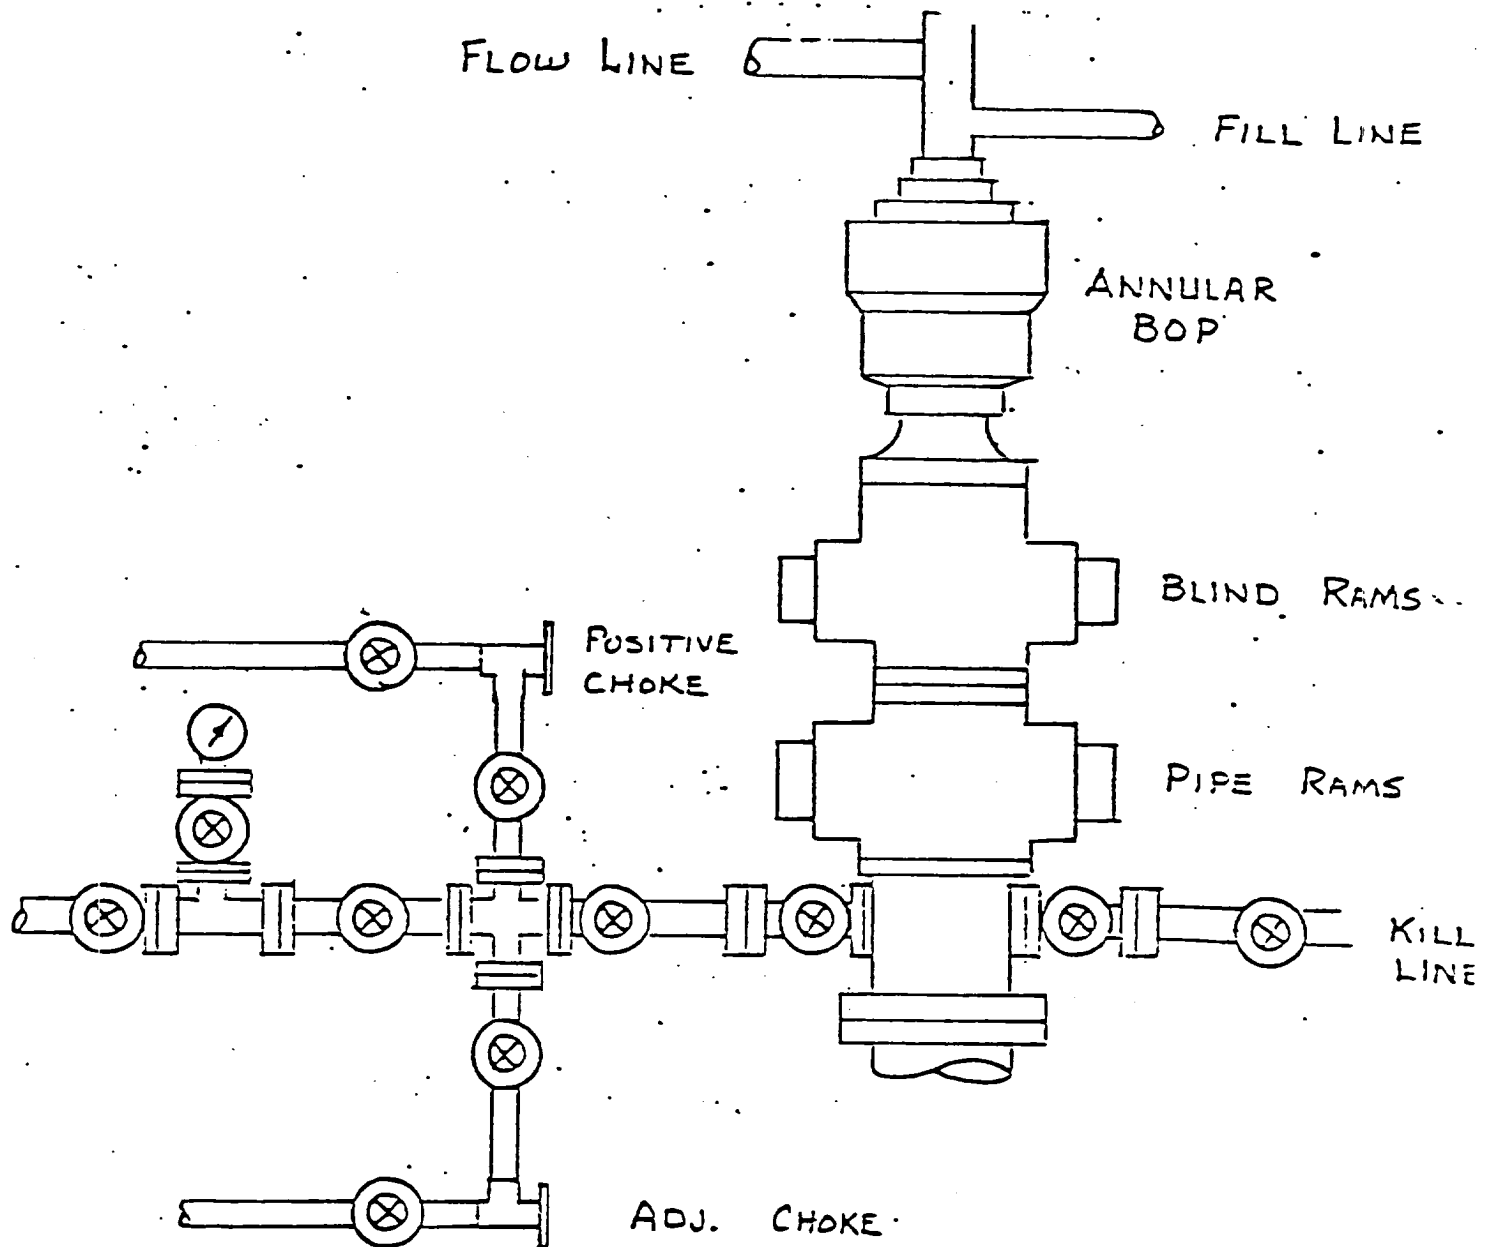 FLOW LINE
FILL LINE
ANNULAR
BOP
BLIND RAMS
POSITIVE
CHOKE
PIPE RAMS
KILL
LINE
ADJ. CHOKE